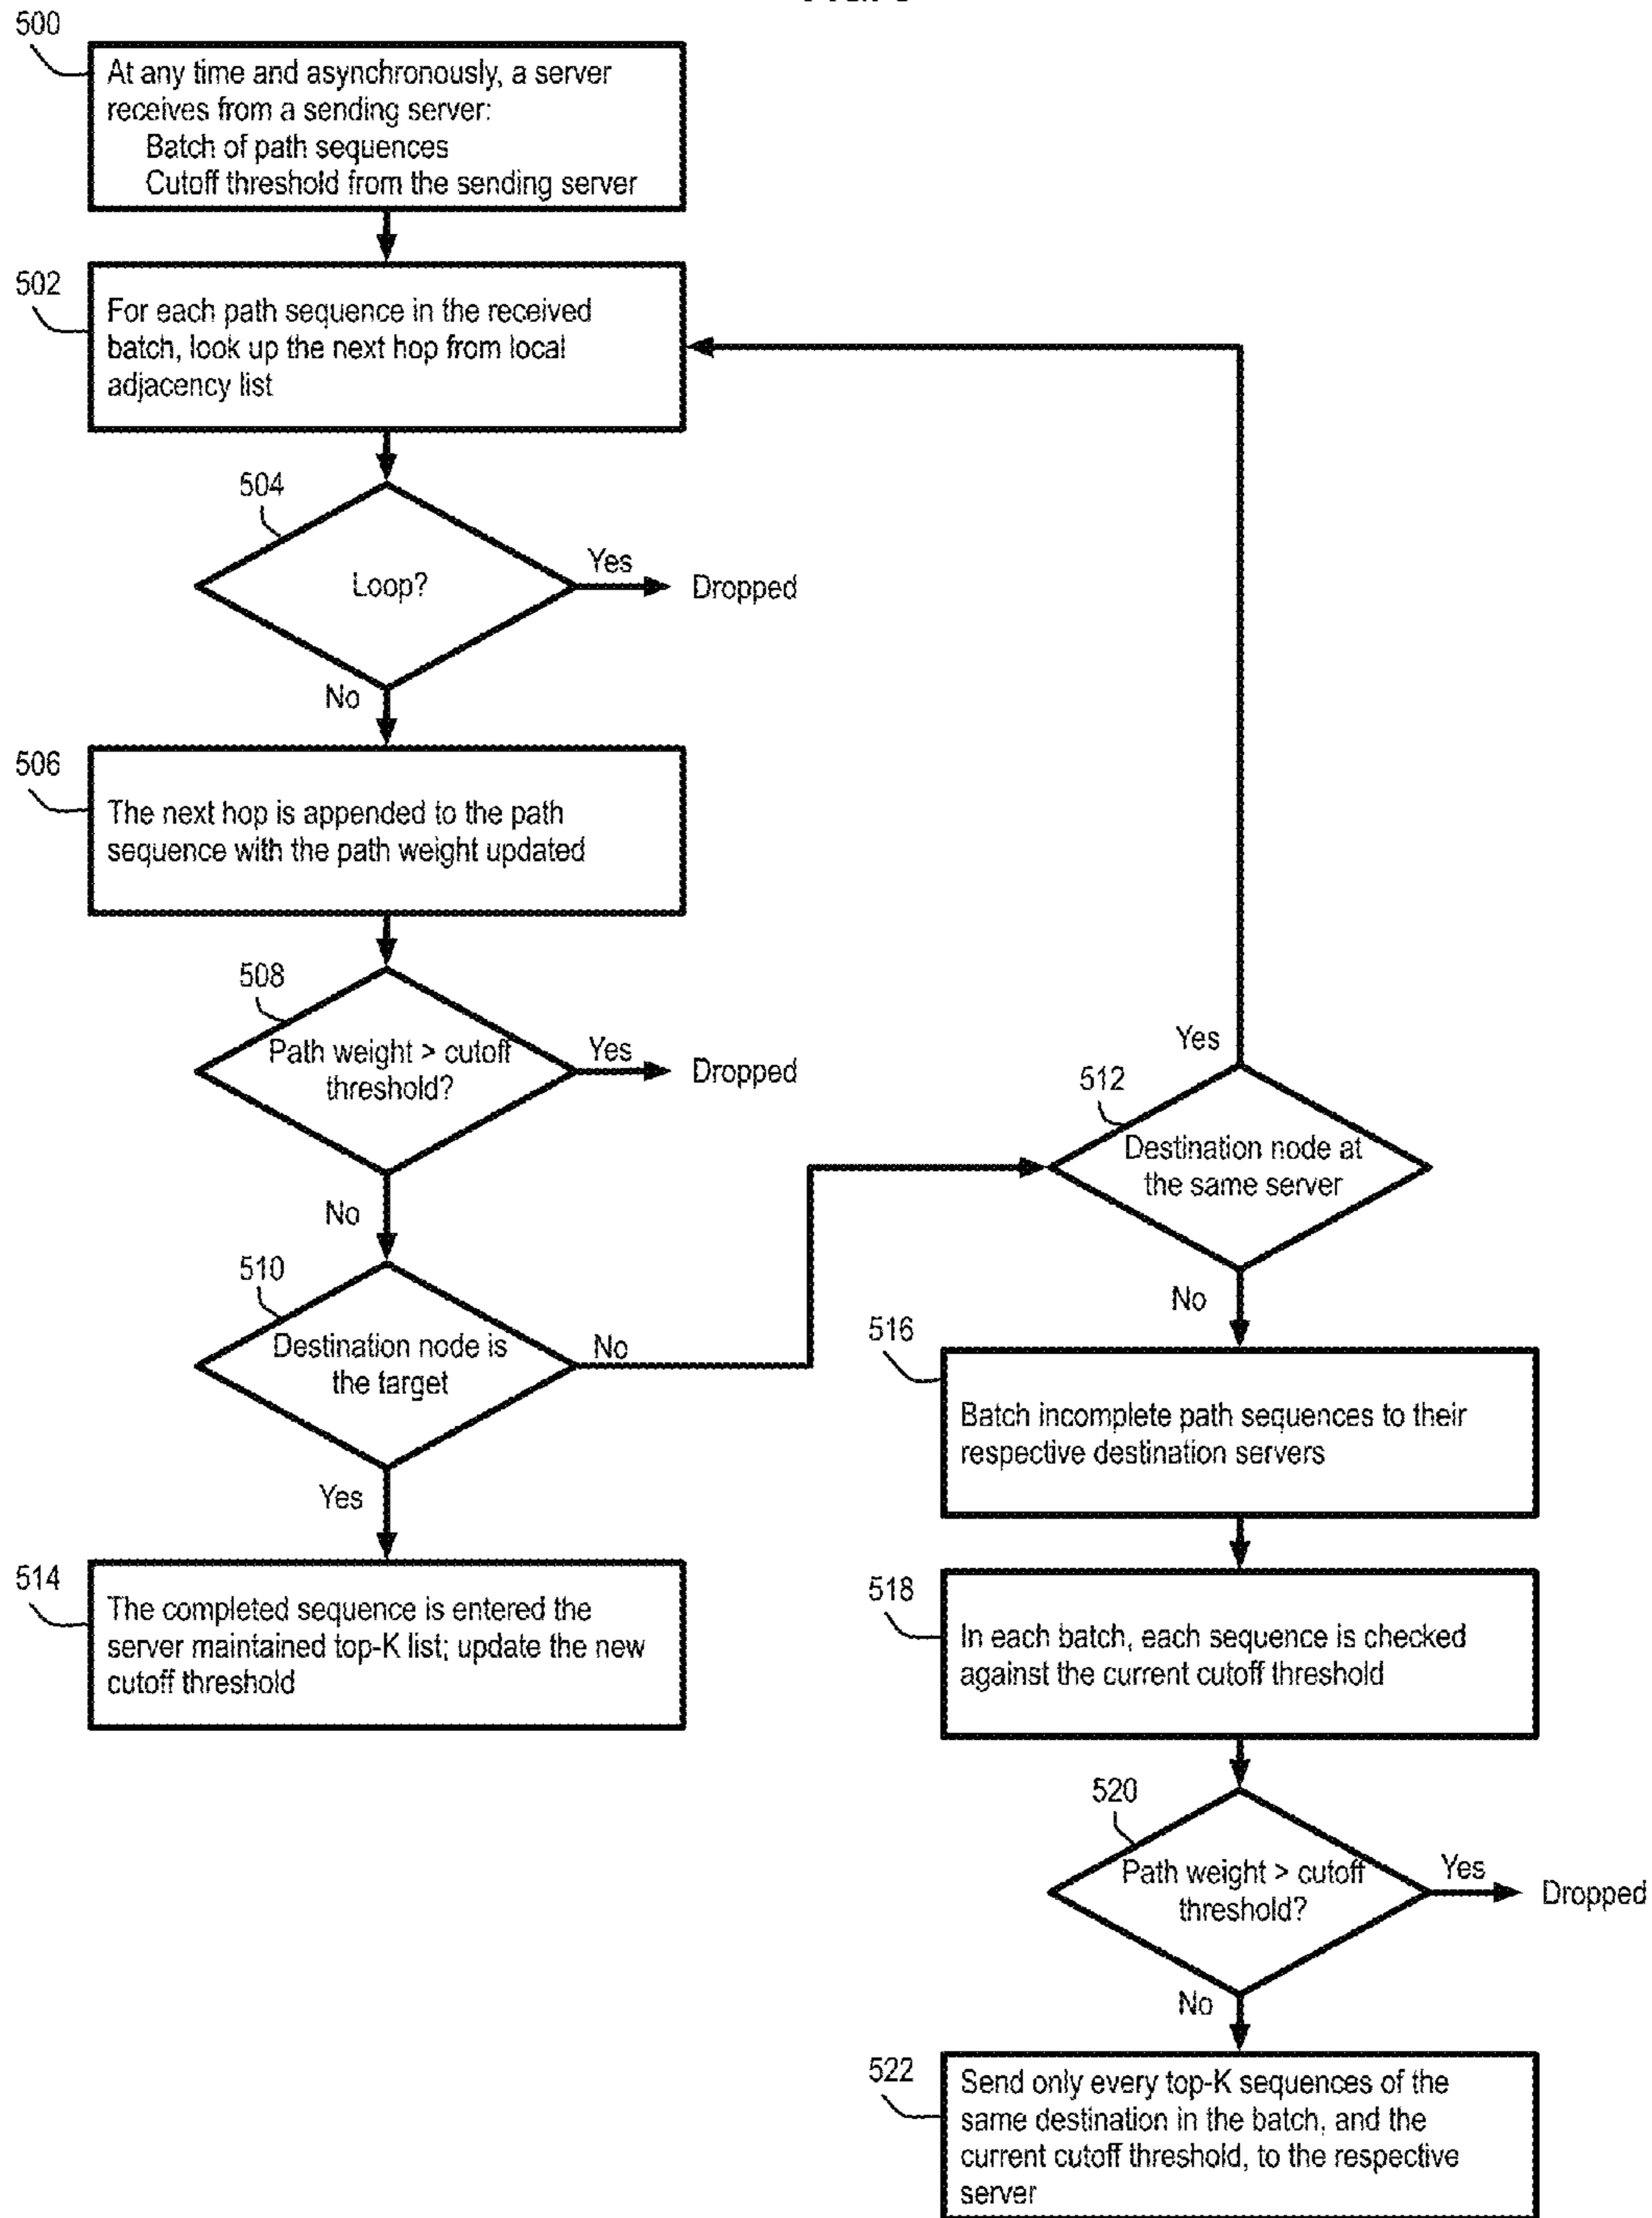 500
At any time and asynchronously, a server
receives from a sending server:
Batch of path sequences
Cutoff threshold from the sending server
502
For each path sequence in the received
batch, look up the next hop from local
adjacency list
504
Loop?
Yes
Dropped
No
506
The next hop is appended to the path
sequence with the path weight updated
508
Path weight > cutoff
threshold?
Yes
Dropped
No
510
Destination node is
the target
No
Yes
514
The completed sequence is entered the
server maintained top-K list; update the new
cutoff threshold
Yes
512
Destination node at
the same server
No
516
Batch incomplete path sequences to their
respective destination servers
518
In each batch, each sequence is checked
against the current cutoff threshold
520
Path weight > cutoff
threshold?
Yes
Dropped
No
522
Send only every top-K sequences of the
same destination in the batch, and the
current cutoff threshold, to the respective
server